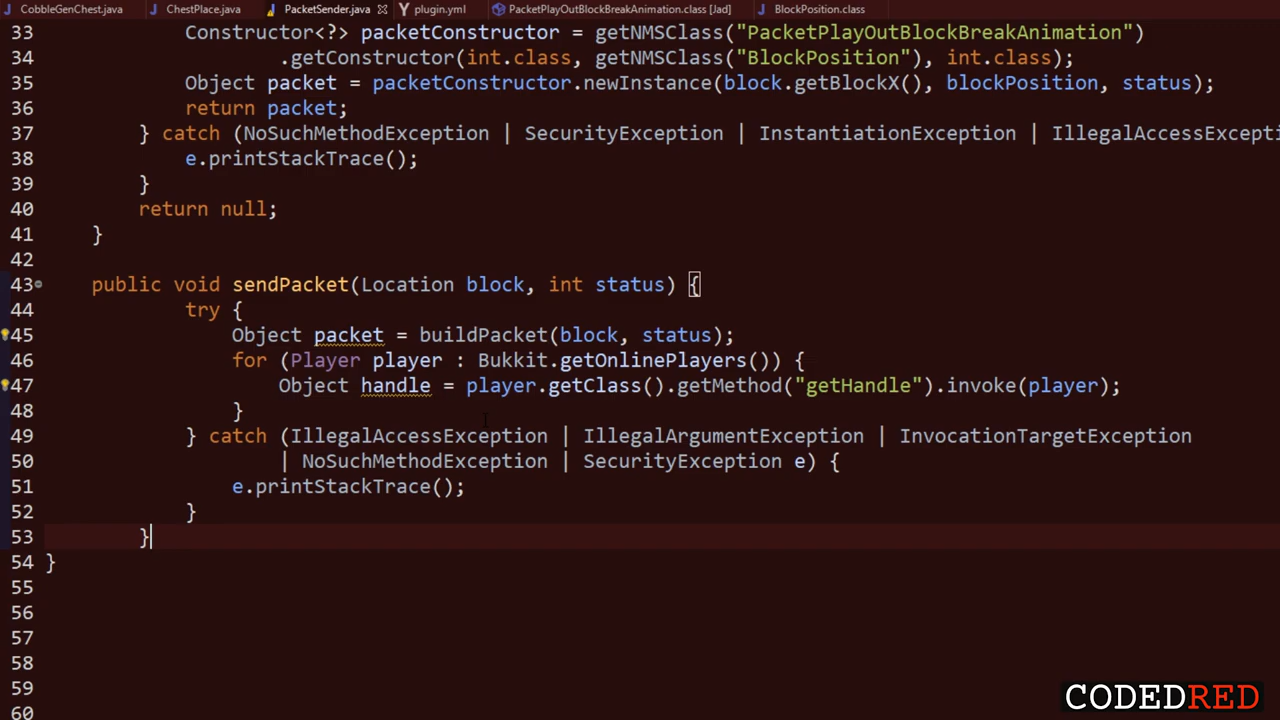 CobbleGenChest.java ChestPlace.java PacketSender.java plugin.yml PacketPlayOutBlockBreakAnimation.class [Jad] BlockPosition.class
33 Constructor<?> packetConstructor = getNMSClass("PacketPlayOutBlockBreakAnimation")
34 .getConstructor(int.class, getNMSClass("BlockPosition"), int.class);
35 Object packet = packetConstructor.newInstance(block.getBlockX(), blockPosition, status);
36 return packet;
37 } catch (NoSuchMethodException | SecurityException | InstantiationException | IllegalAccessExcepti
38 e.printStackTrace();
39 }
40 return null;
41 }
42
43 public void sendPacket(Location block, int status) {
44 try {
45 Object packet = buildPacket(block, status);
46 for (Player player : Bukkit.getOnlinePlayers()) {
47 Object handle = player.getClass().getMethod("getHandle").invoke(player);
48 }
49 } catch (IllegalAccessException | IllegalArgumentException | InvocationTargetException
50 | NoSuchMethodException | SecurityException e) {
51 e.printStackTrace();
52 }
53 }
54 }
55
56
57
58
59
60
CODEDRED